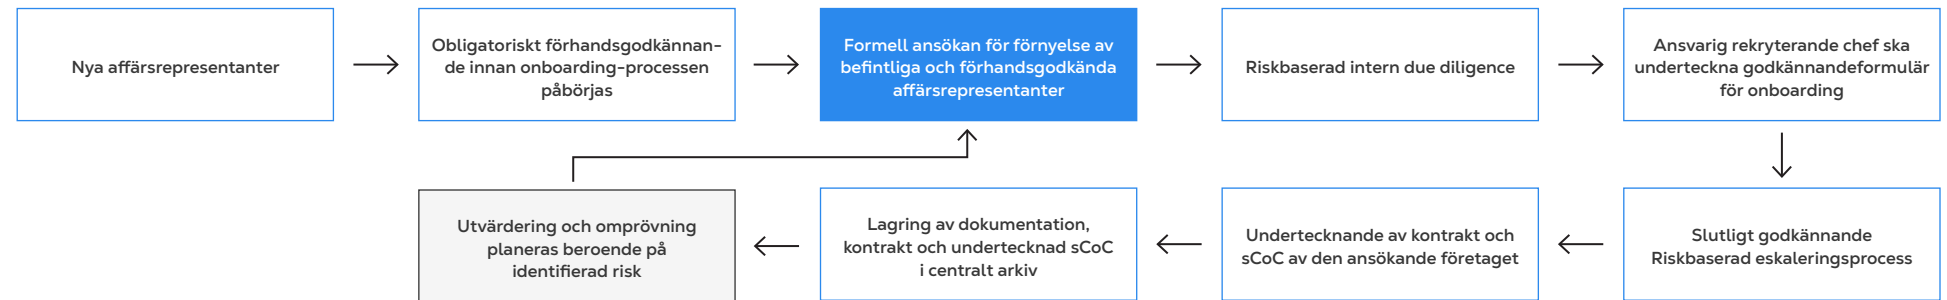 Nya affärsrepresentanter
Obligatoriskt förhandsgodkännan-
de innan onboarding-processen
påbörjas
Formell ansökan för förnyelse av
befintliga och förhandsgodkända
affärsrepresentanter
Riskbaserad intern due diligence
Ansvarig rekryterande chef ska
underteckna godkännandeformulär
för onboarding
Slutligt godkännande
Riskbaserad eskaleringsprocess
Undertecknande av kontrakt och
sCoC av den ansökande företaget
Lagring av dokumentation,
kontrakt och undertecknad sCoC
i centralt arkiv
Utvärdering och omprövning
planeras beroende på
identifierad risk